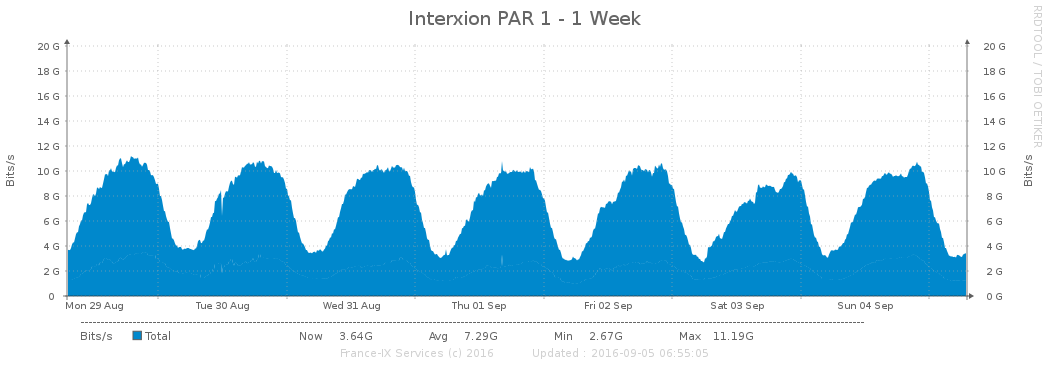 Interxion PAR 1 - 1 Week
RRDTOOL / TOBI OETIKER
Bits/s
20 G 20 G
18 G 18 G
16 G 16 G
14 G 14 G
12 G 12 G
10 G 10 G
8 G 8 G
6 G 6 G
4 G 4 G
2 G 2 G
0 0 G
Bits/s
Mon 29 Aug Tue 30 Aug Wed 31 Aug Thu 01 Sep Fri 02 Sep Sat 03 Sep Sun 04 Sep
Bits/s Total Now 3.64G Avg 7.29G Min 2.67G Max 11.19G
France-IX Services (c) 2016 Updated : 2016-09-05 06:55:05